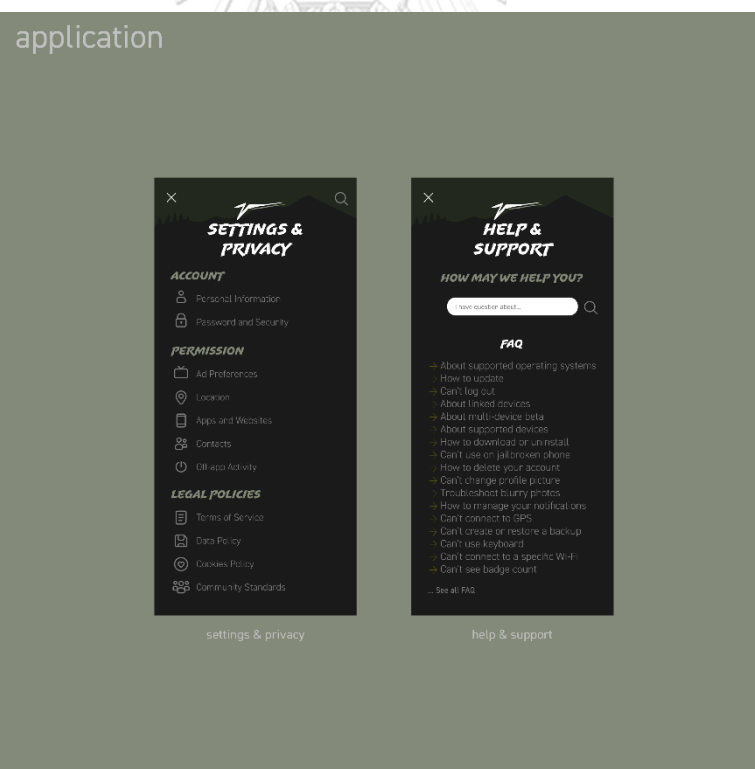 application
SETTINGS &
PRIVACY
ACCOUNT
Personal Information
Password and Security
PERMISSION
Ad Preferences
Location
Apps and Websites
Contacts
Off-app Activity
LEGAL POLICIES
Terms of Service
Data Policy
Cookies Policy
Community Standards
settings & privacy
HELP &
SUPPORT
HOW MAY WE HELP YOU?
I have question about...
FAQ
About supported operating systems
How to update
Can't log out
About linked devices
About multi-device beta
About supported devices
How to download or uninstall
Can't use on jailbroken phone
How to delete your account
Can't change profile picture
Troubleshoot blurry photos
How to manage your notifications
Can't connect to GPS
Can't create or restore a backup
Can't use keyboard
Can't connect to a specific Wi-Fi
Can't see badge count
... See all FAQ
help & support